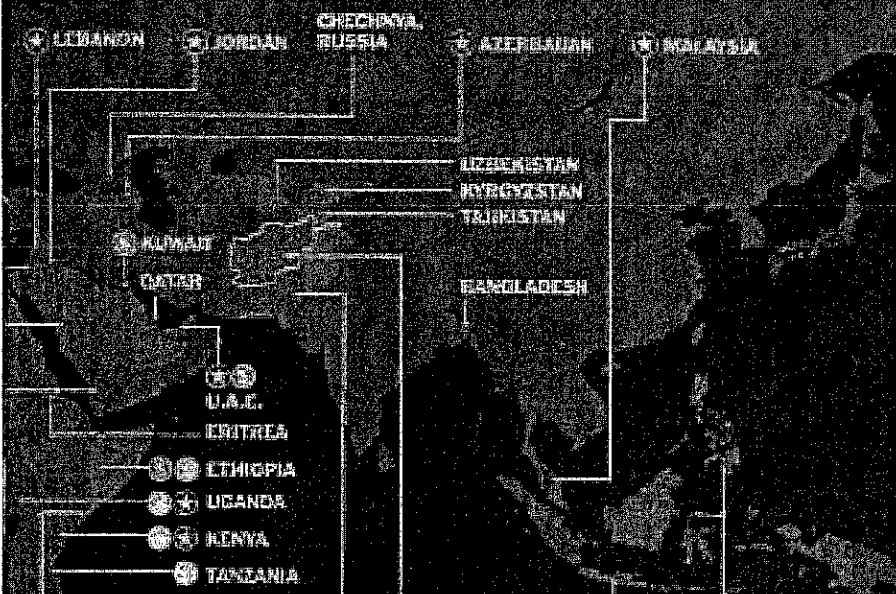 LEBANON
JORDAN
CHECHNYA,
RUSSIA
AZERBAIJAN
MALAYSIA
UZBEKISTAN
KYRGYZSTAN
TAJIKISTAN
KUWAIT
QATAR
BANGLADESH
U.A.E.
ERITREA
ETHIOPIA
UGANDA
KENYA
TANZANIA